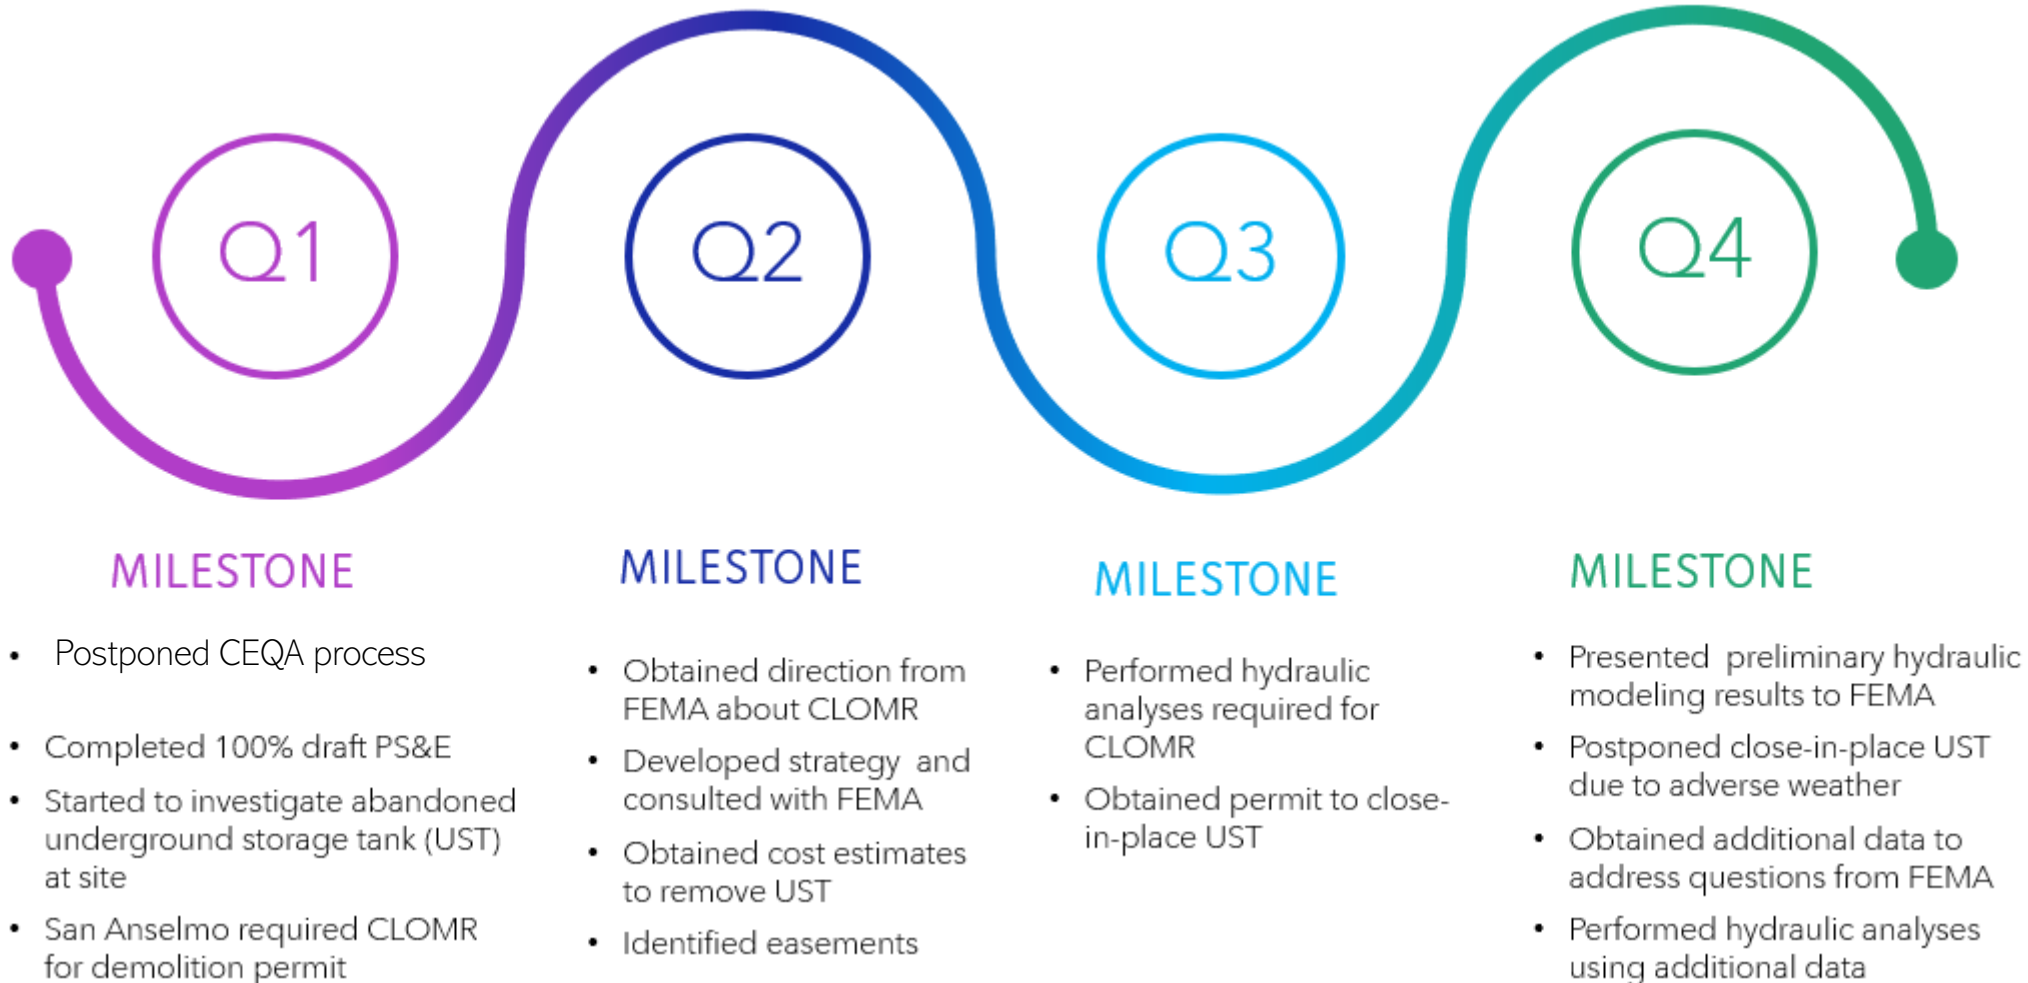 Q1
Q2
Q3
Q4
MILESTONE
• Postponed CEQA process
• Completed 100% draft PS&E
• Started to investigate abandoned
underground storage tank (UST)
at site
• San Anselmo required CLOMR
for demolition permit
MILESTONE
• Obtained direction from
FEMA about CLOMR
• Developed strategy and
consulted with FEMA
• Obtained cost estimates
to remove UST
• Identified easements
MILESTONE
• Performed hydraulic
analyses required for
CLOMR
• Obtained permit to close-
in-place UST
MILESTONE
• Presented preliminary hydraulic
modeling results to FEMA
• Postponed close-in-place UST
due to adverse weather
• Obtained additional data to
address questions from FEMA
• Performed hydraulic analyses
using additional data